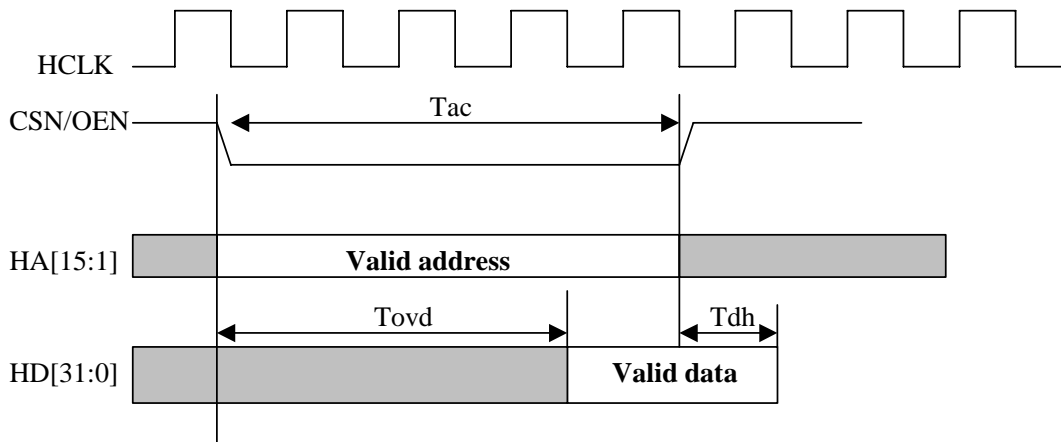 HCLK
CSN/OEN
Tac
HA[15:1]
Valid address
Tovd
Tdh
HD[31:0]
Valid data